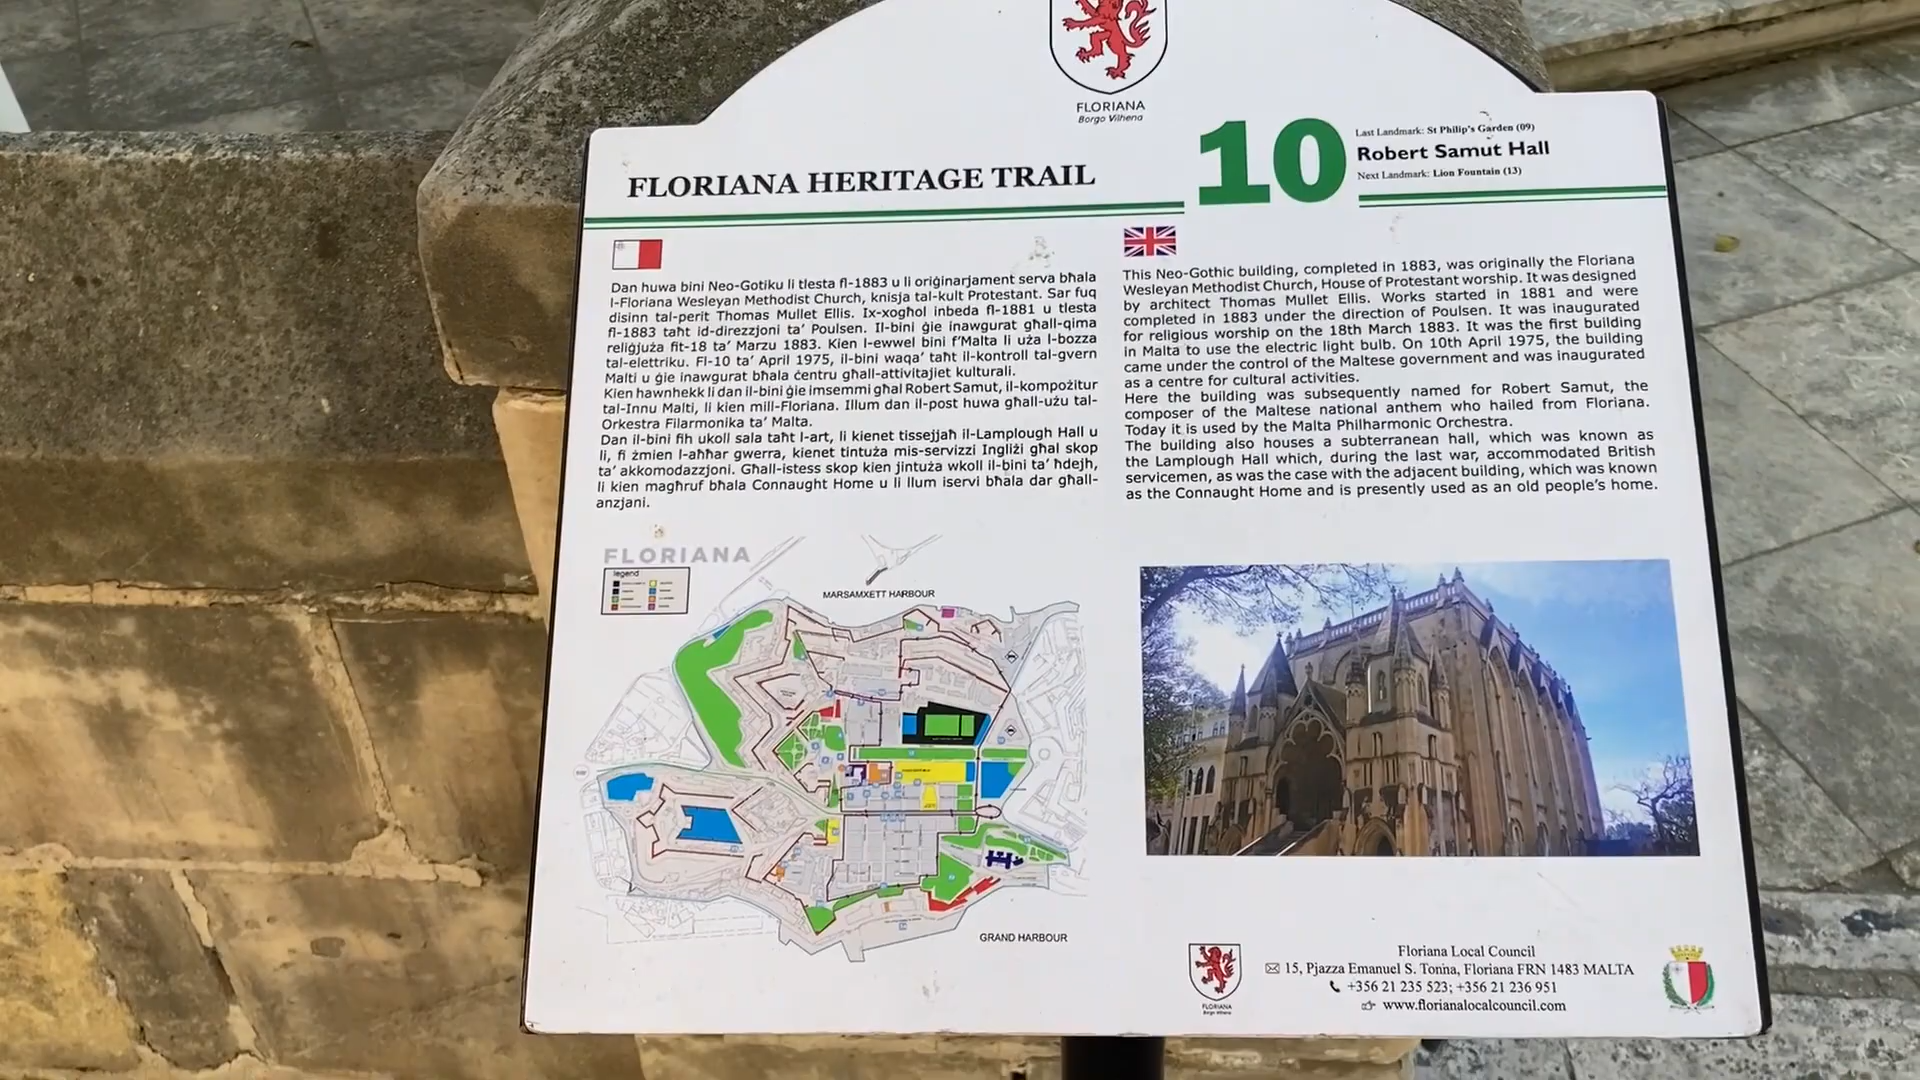 FLORIANA
Borgo Vilhena
FLORIANA HERITAGE TRAIL
10
Last Landmark: St Philip's Garden (09)
Robert Samut Hall
Next Landmark: Lion Fountain (13)
Dan huwa bini Neo-Gotiku li tlesta fl-1883 u li oriġinarjament serva bħala
l-Floriana Wesleyan Methodist Church, knisja tal-kult Protestant. Sar fuq
disinn tal-perit Thomas Mullet Ellis. Ix-xogħol inbeda fl-1881 u tlesta
fl-1883 taħt id-direzzjoni ta' Poulsen. Il-bini ġie inawgurat għall-qima
reliġjuża fit-18 ta' Marzu 1883. Kien l-ewwel bini f'Malta li uża l-bozza
tal-elettriku. Fl-10 ta' April 1975, il-bini waqa' taħt il-kontroll tal-gvern
Malti u ġie inawgurat bħala ċentru għall-attivitajiet kulturali.
Kien hawnhekk li dan il-bini ġie imsemmi għal Robert Samut, il-kompożitur
tal-Innu Malti, li kien mill-Floriana. Illum dan il-post huwa għall-użu tal-
Orkestra Filarmonika ta' Malta.
Dan il-bini fih ukoll sala taħt l-art, li kienet tissejjaħ il-Lamplough Hall u
li, fi żmien l-aħħar gwerra, kienet tintuża mis-servizzi Ingliżi għal skop
ta' akkomodazzjoni. Għall-istess skop kien jintuża wkoll il-bini ta' ħdejh,
li kien magħruf bħala Connaught Home u li llum iservi bħala dar għall-
anzjani.
This Neo-Gothic building, completed in 1883, was originally the Floriana
Wesleyan Methodist Church, House of Protestant worship. It was designed
by architect Thomas Mullet Ellis. Works started in 1881 and were
completed in 1883 under the direction of Poulsen. It was inaugurated
for religious worship on the 18th March 1883. It was the first building
in Malta to use the electric light bulb. On 10th April 1975, the building
came under the control of the Maltese government and was inaugurated
as a centre for cultural activities.
Here the building was subsequently named for Robert Samut, the
composer of the Maltese national anthem who hailed from Floriana.
Today it is used by the Malta Philharmonic Orchestra.
The building also houses a subterranean hall, which was known as
the Lamplough Hall which, during the last war, accommodated British
servicemen, as was the case with the adjacent building, which was known
as the Connaught Home and is presently used as an old people's home.
FLORIANA
legend
MARSAMXETT HARBOUR
GRAND HARBOUR
FLORIANA
Borgo Vilhena
Floriana Local Council
15, Pjazza Emanuel S. Tonna, Floriana FRN 1483 MALTA
+356 21 235 523; +356 21 236 951
www.florianalocalcouncil.com